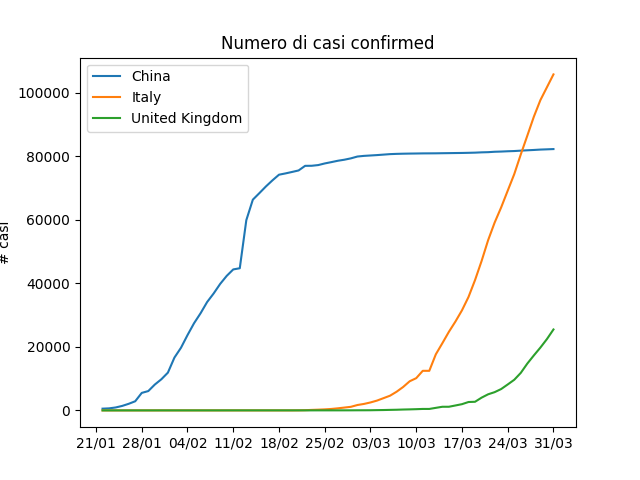 Numero di casi confirmed
China
Italy
United Kingdom
# casi
100000
80000
60000
40000
20000
0
21/01 28/01 04/02 11/02 18/02 25/02 03/03 10/03 17/03 24/03 31/03